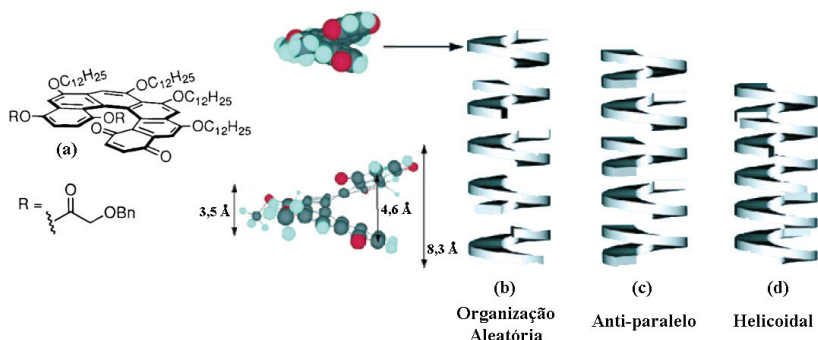 OC12H25
OC12H25
OC12H25
RO
OR
OC12H25
O
O
(a)
R =
O
OBn
3,5 Å
4,6 Å
8,3 Å
(b)
(c)
(d)
Organização
Aleatória
Anti-paralelo
Helicoidal